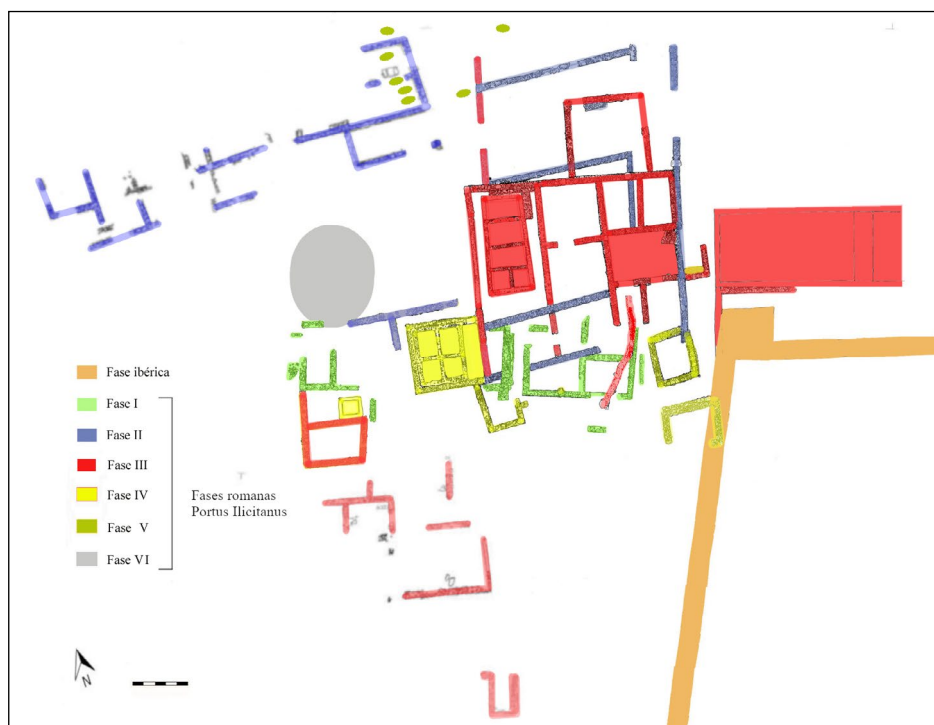 Fase ibérica
Fase I
Fase II
Fase III
Fase IV
Fase V
Fase VI
Fases romanas
Portus Ilicitanus
N